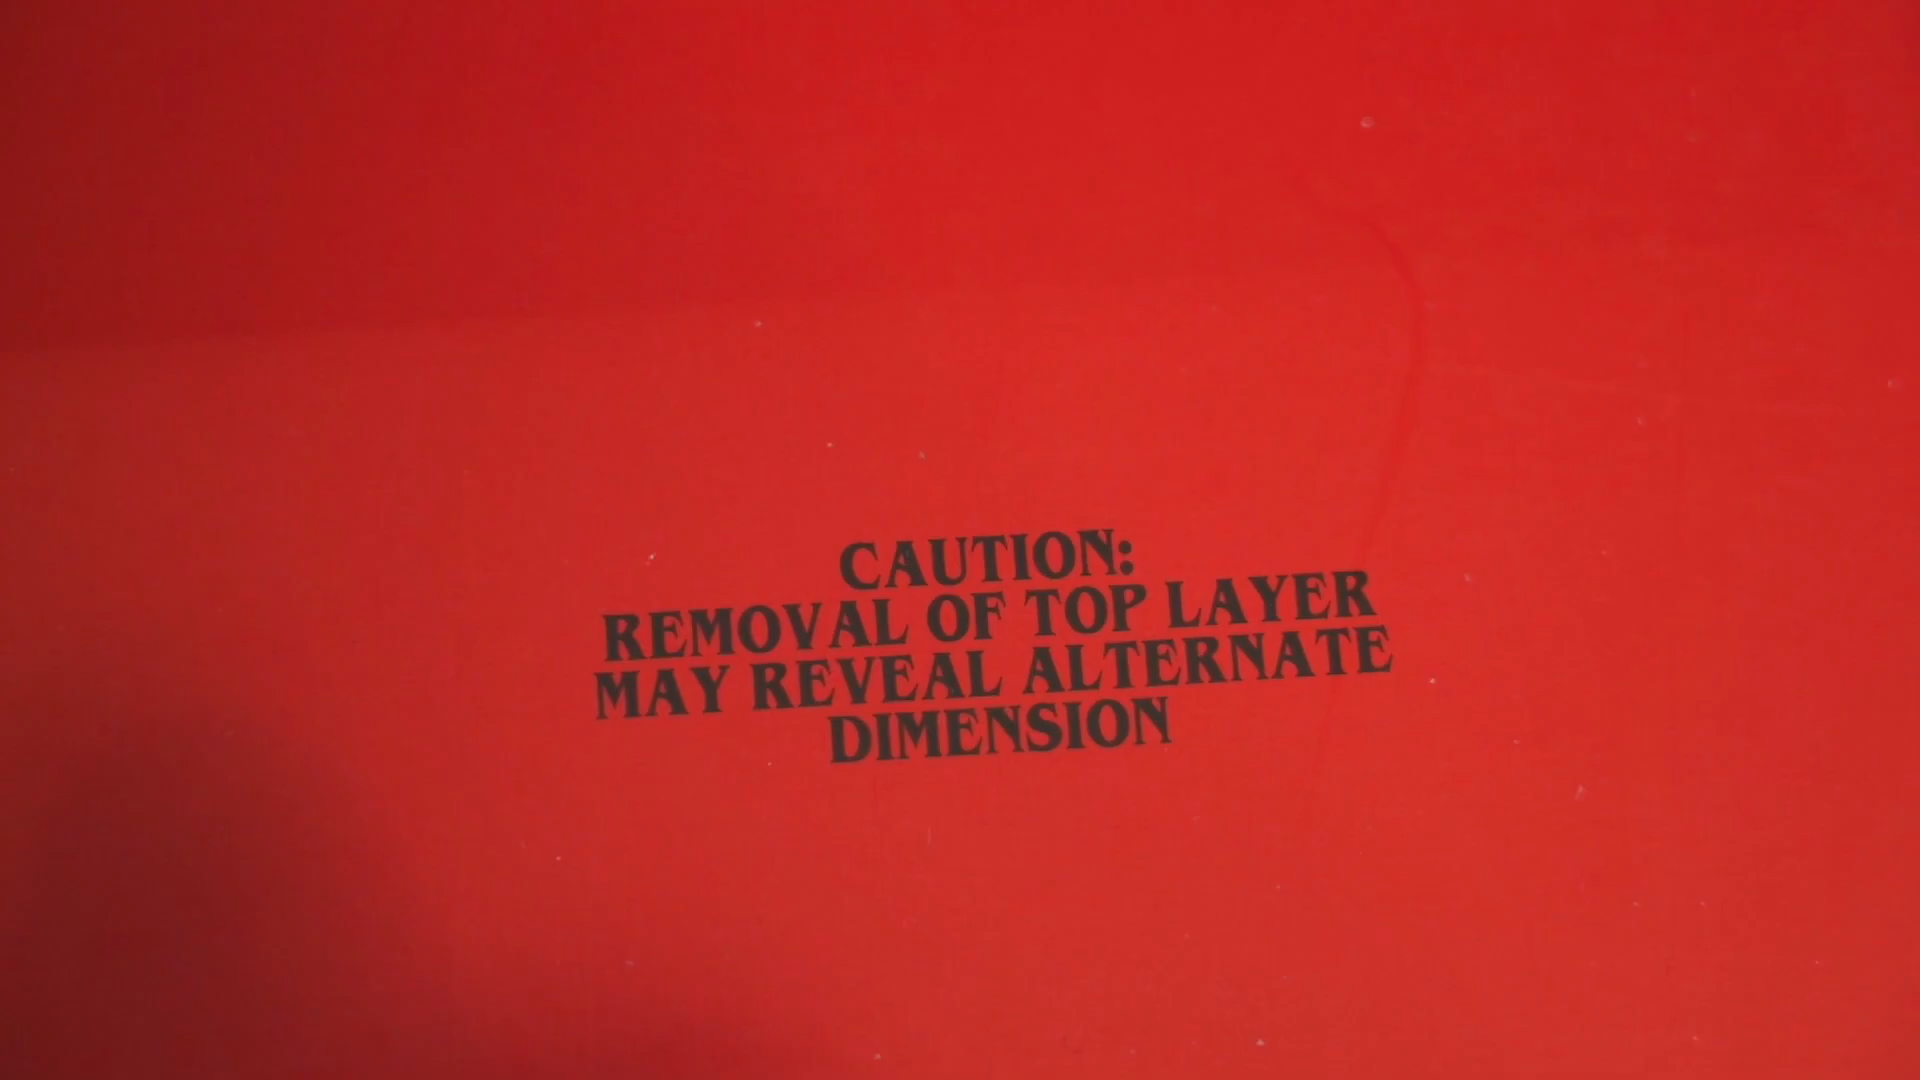 CAUTION:
REMOVAL OF TOP LAYER
MAY REVEAL ALTERNATE
DIMENSION